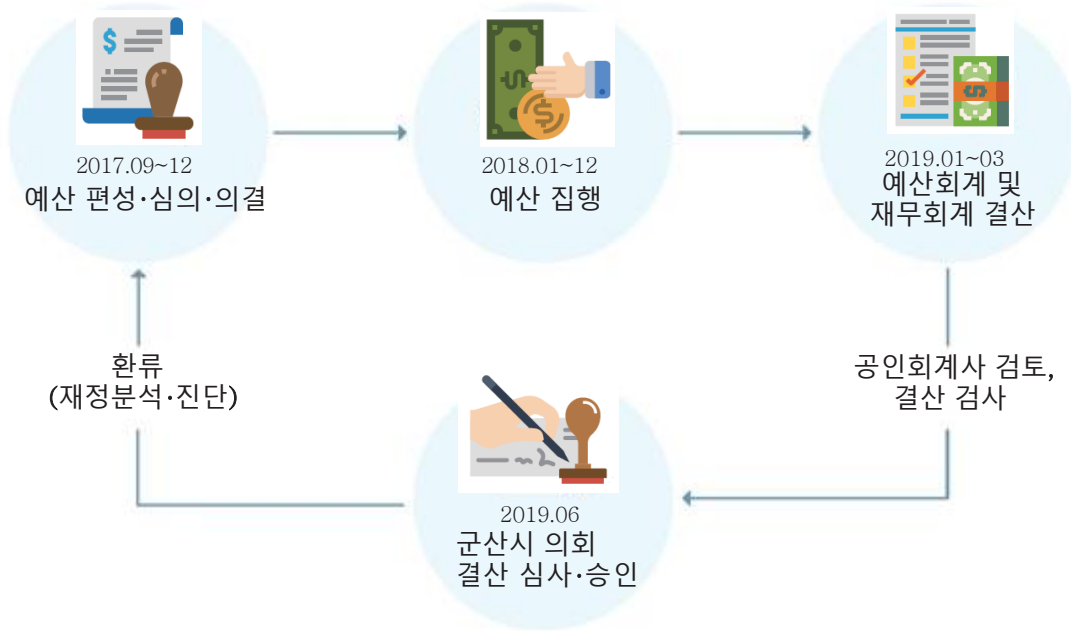 $
2017.09~12
예산 편성·심의·의결
$
$
2018.01~12
예산 집행
$
2019.01~03
예산회계 및
재무회계 결산
공인회계사 검토,
결산 검사
2019.06
군산시 의회
결산 심사·승인
환류
(재정분석·진단)